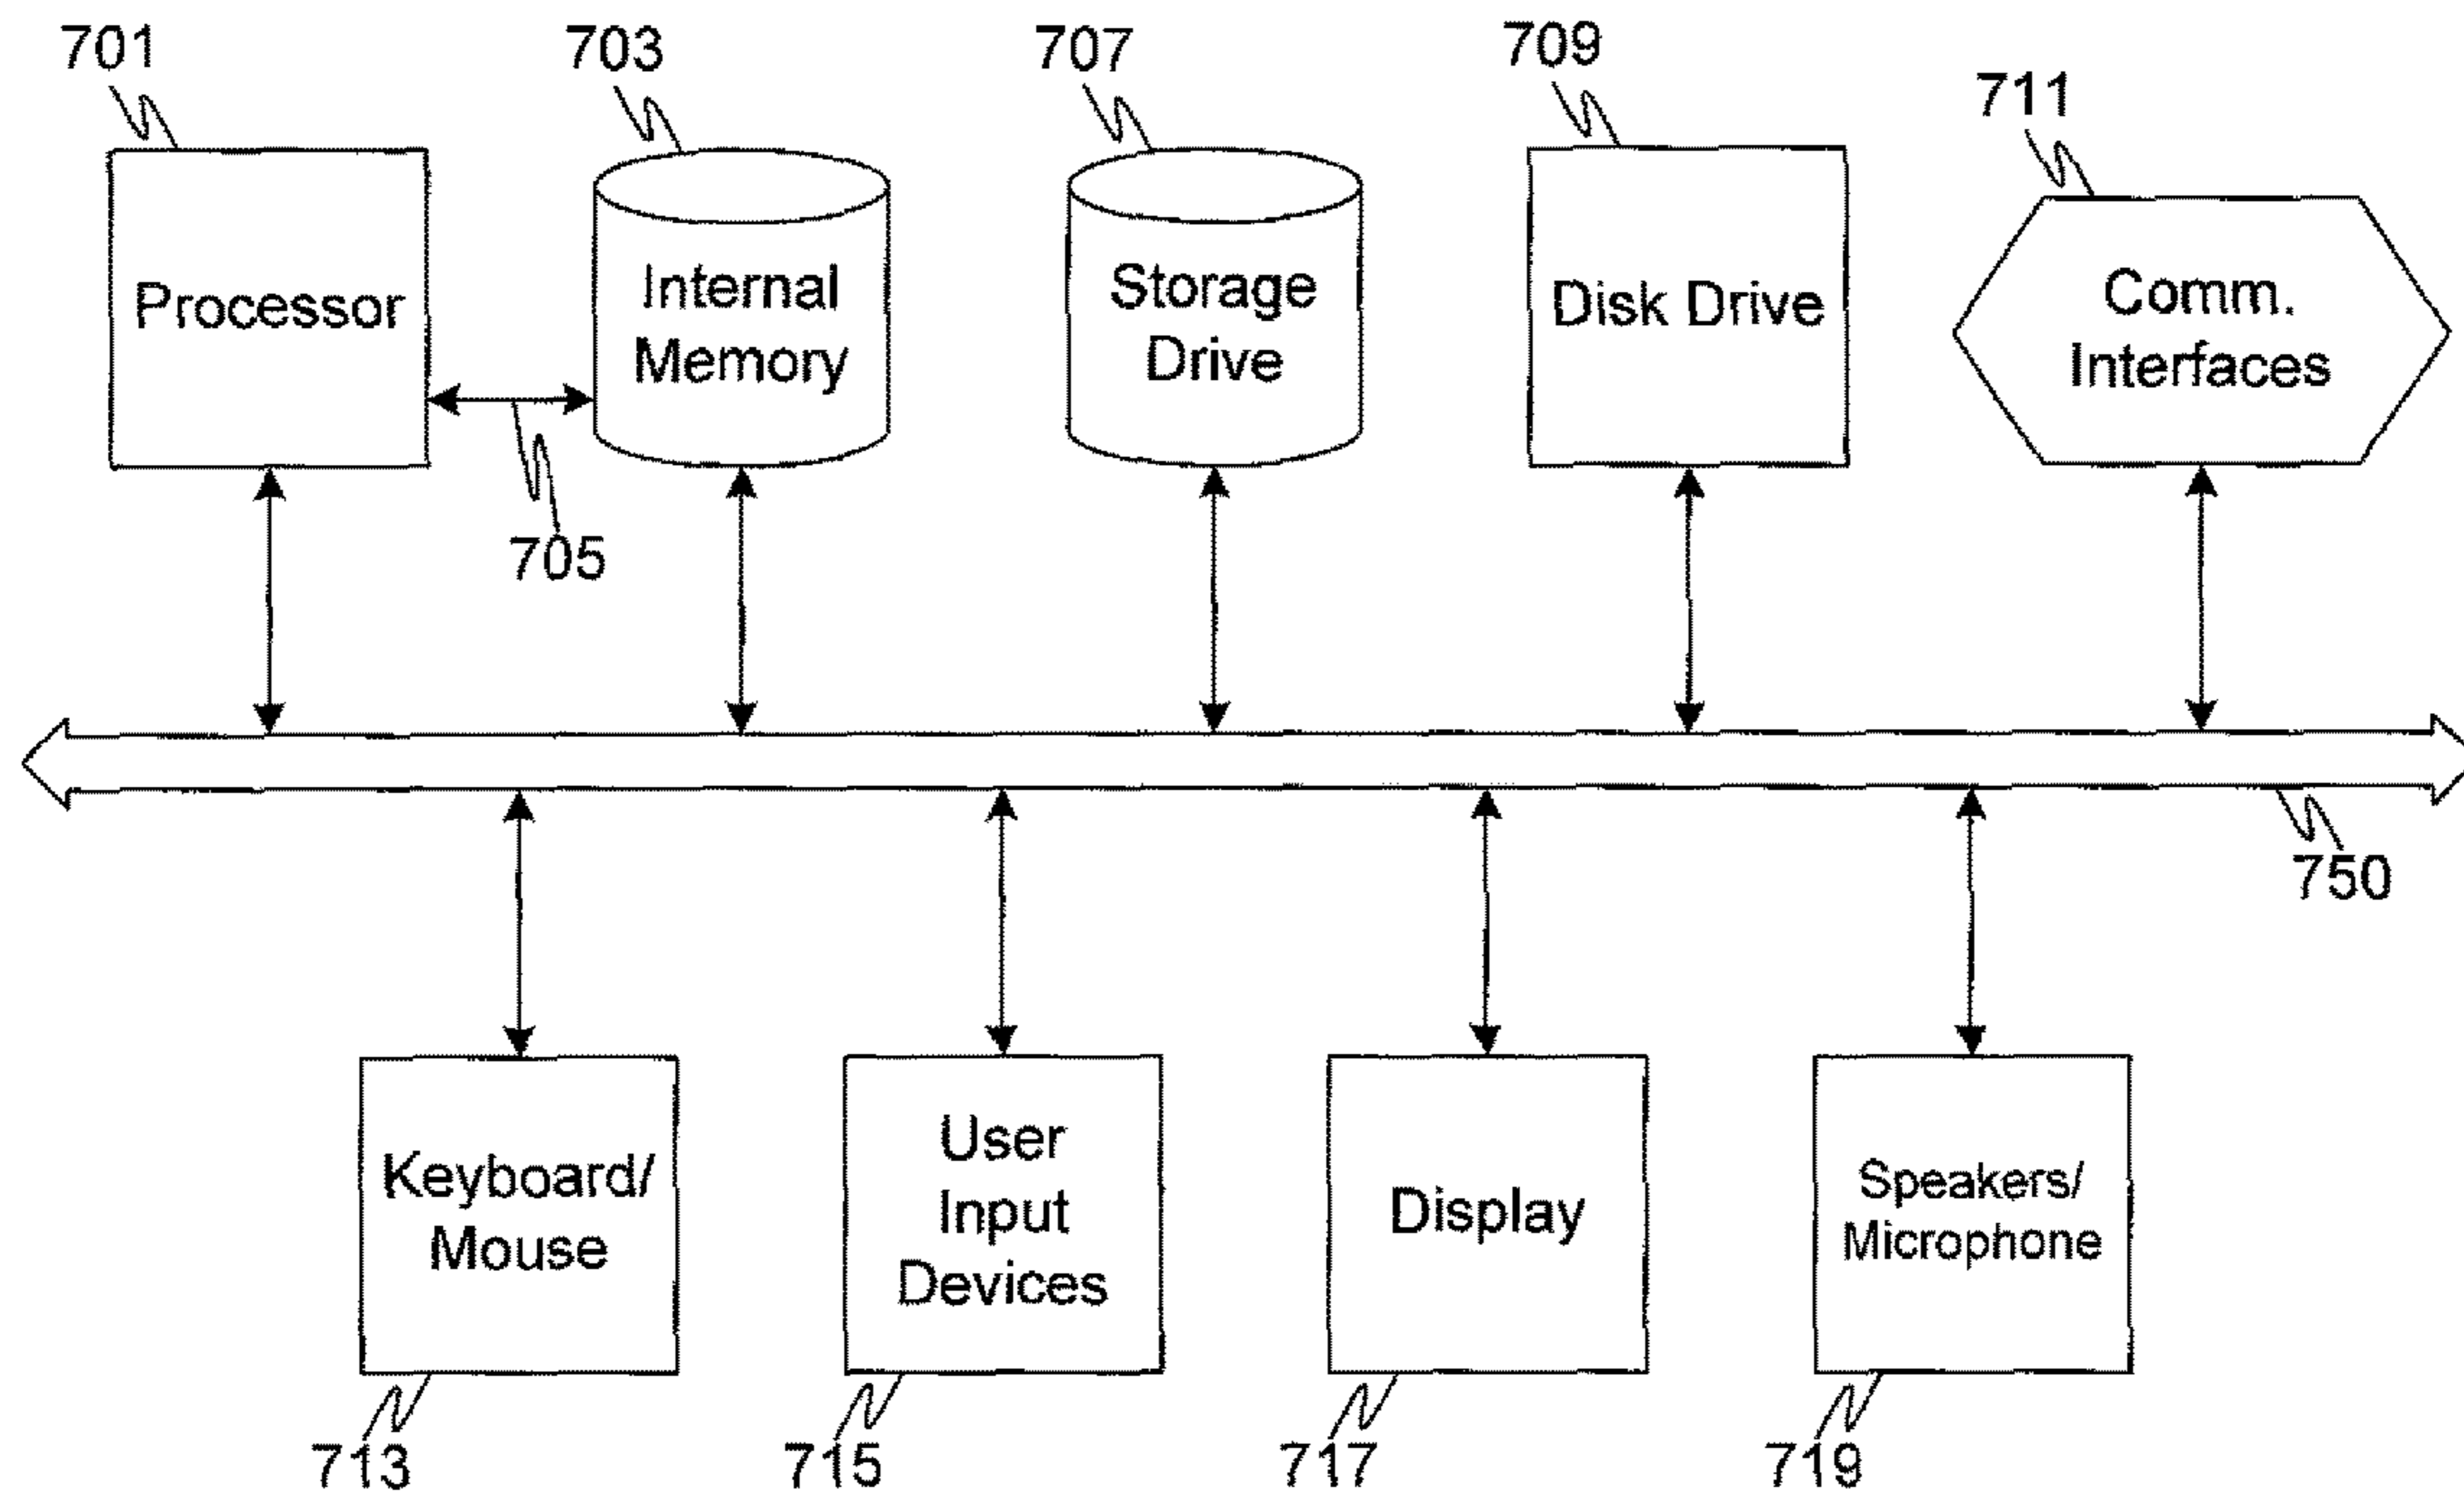 701
703
707
709
711
Processor
Internal
Memory
Storage
Drive
Disk Drive
Comm.
Interfaces
705
750
Keyboard/
Mouse
User
Input
Devices
Display
Speakers/
Microphone
713
715
717
719